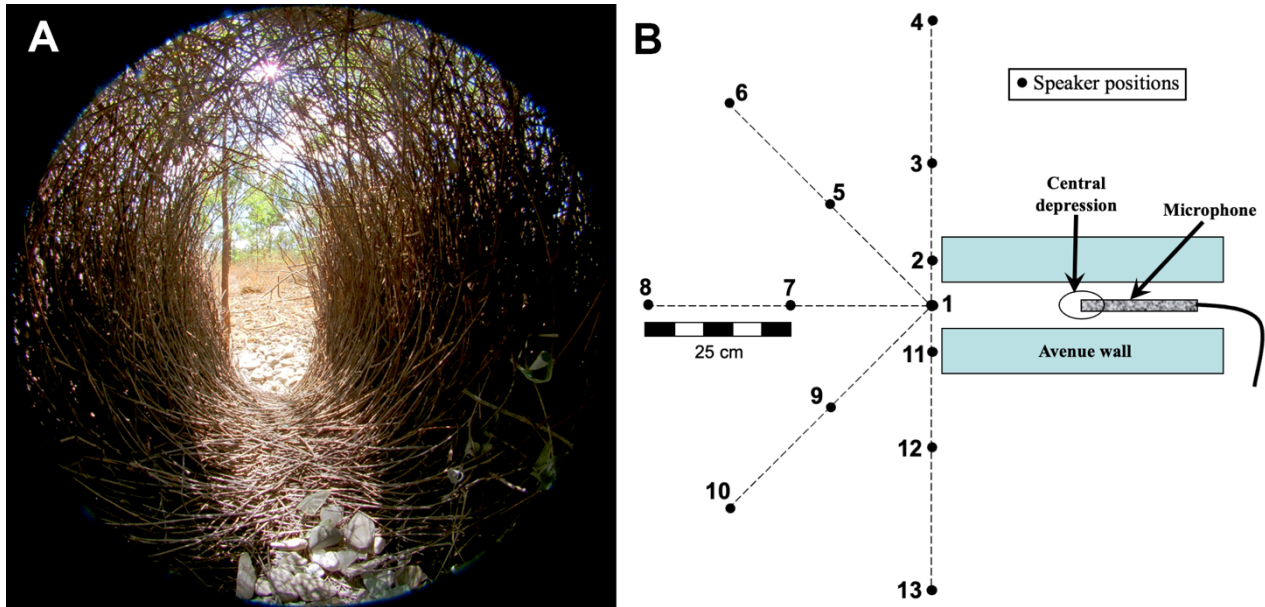 A
B
4
6
Speaker positions
3
5
Central
depression
Microphone
2
8
7
1
25 cm
11
Avenue wall
9
12
10
13